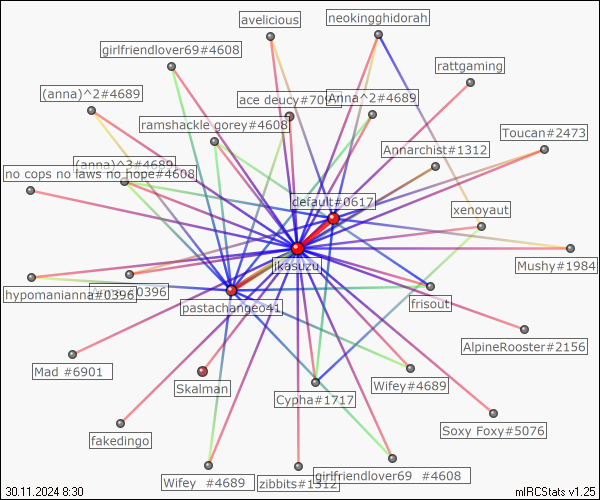 avelicious
neokingghidorah
girlfriendlover69#4608
rattgaming
(anna)^2#4689
ace deucy#709
Anna^2#4689
ramshackle gorey#4608
Toucan#2473
Annarchist#1312
(anna)^3#4689
no cops no laws no hope#4608
default#0617
xenoyaut
jkasuzu
Mushy#1984
hypomanianna#0396
0396
frisout
pastachangeo41
AlpineRooster#2156
Mad #6901
Skalman
Wifey#4689
Cypha#1717
Soxy Foxy#5076
fakedingo
zibbits#1312
girlfriendlover69  #4608
Wifey  #4689
30.11.2024 8:30
mIRCStats v1.25